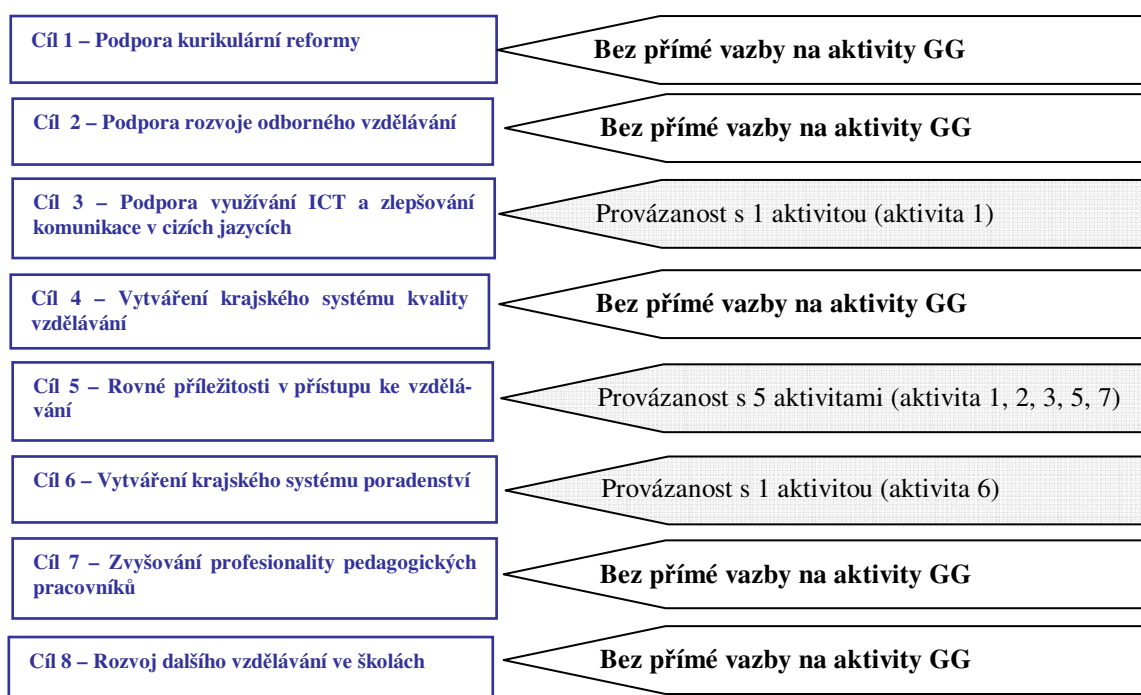 Cíl 1 – Podpora kurikulární reformy
Bez přímé vazby na aktivity GG
Cíl 2 – Podpora rozvoje odborného vzdělávání
Bez přímé vazby na aktivity GG
Cíl 3 – Podpora využívání ICT a zlepšování
komunikace v cizích jazycích
Provázanost s 1 aktivitou (aktivita 1)
Cíl 4 – Vytváření krajského systému kvality
vzdělávání
Bez přímé vazby na aktivity GG
Cíl 5 – Rovné příležitosti v přístupu ke vzdělá-
vání
Provázanost s 5 aktivitami (aktivita 1, 2, 3, 5, 7)
Cíl 6 – Vytváření krajského systému poradenství
Provázanost s 1 aktivitou (aktivita 6)
Cíl 7 – Zvyšování profesionality pedagogických
pracovníků
Bez přímé vazby na aktivity GG
Cíl 8 – Rozvoj dalšího vzdělávání ve školách
Bez přímé vazby na aktivity GG